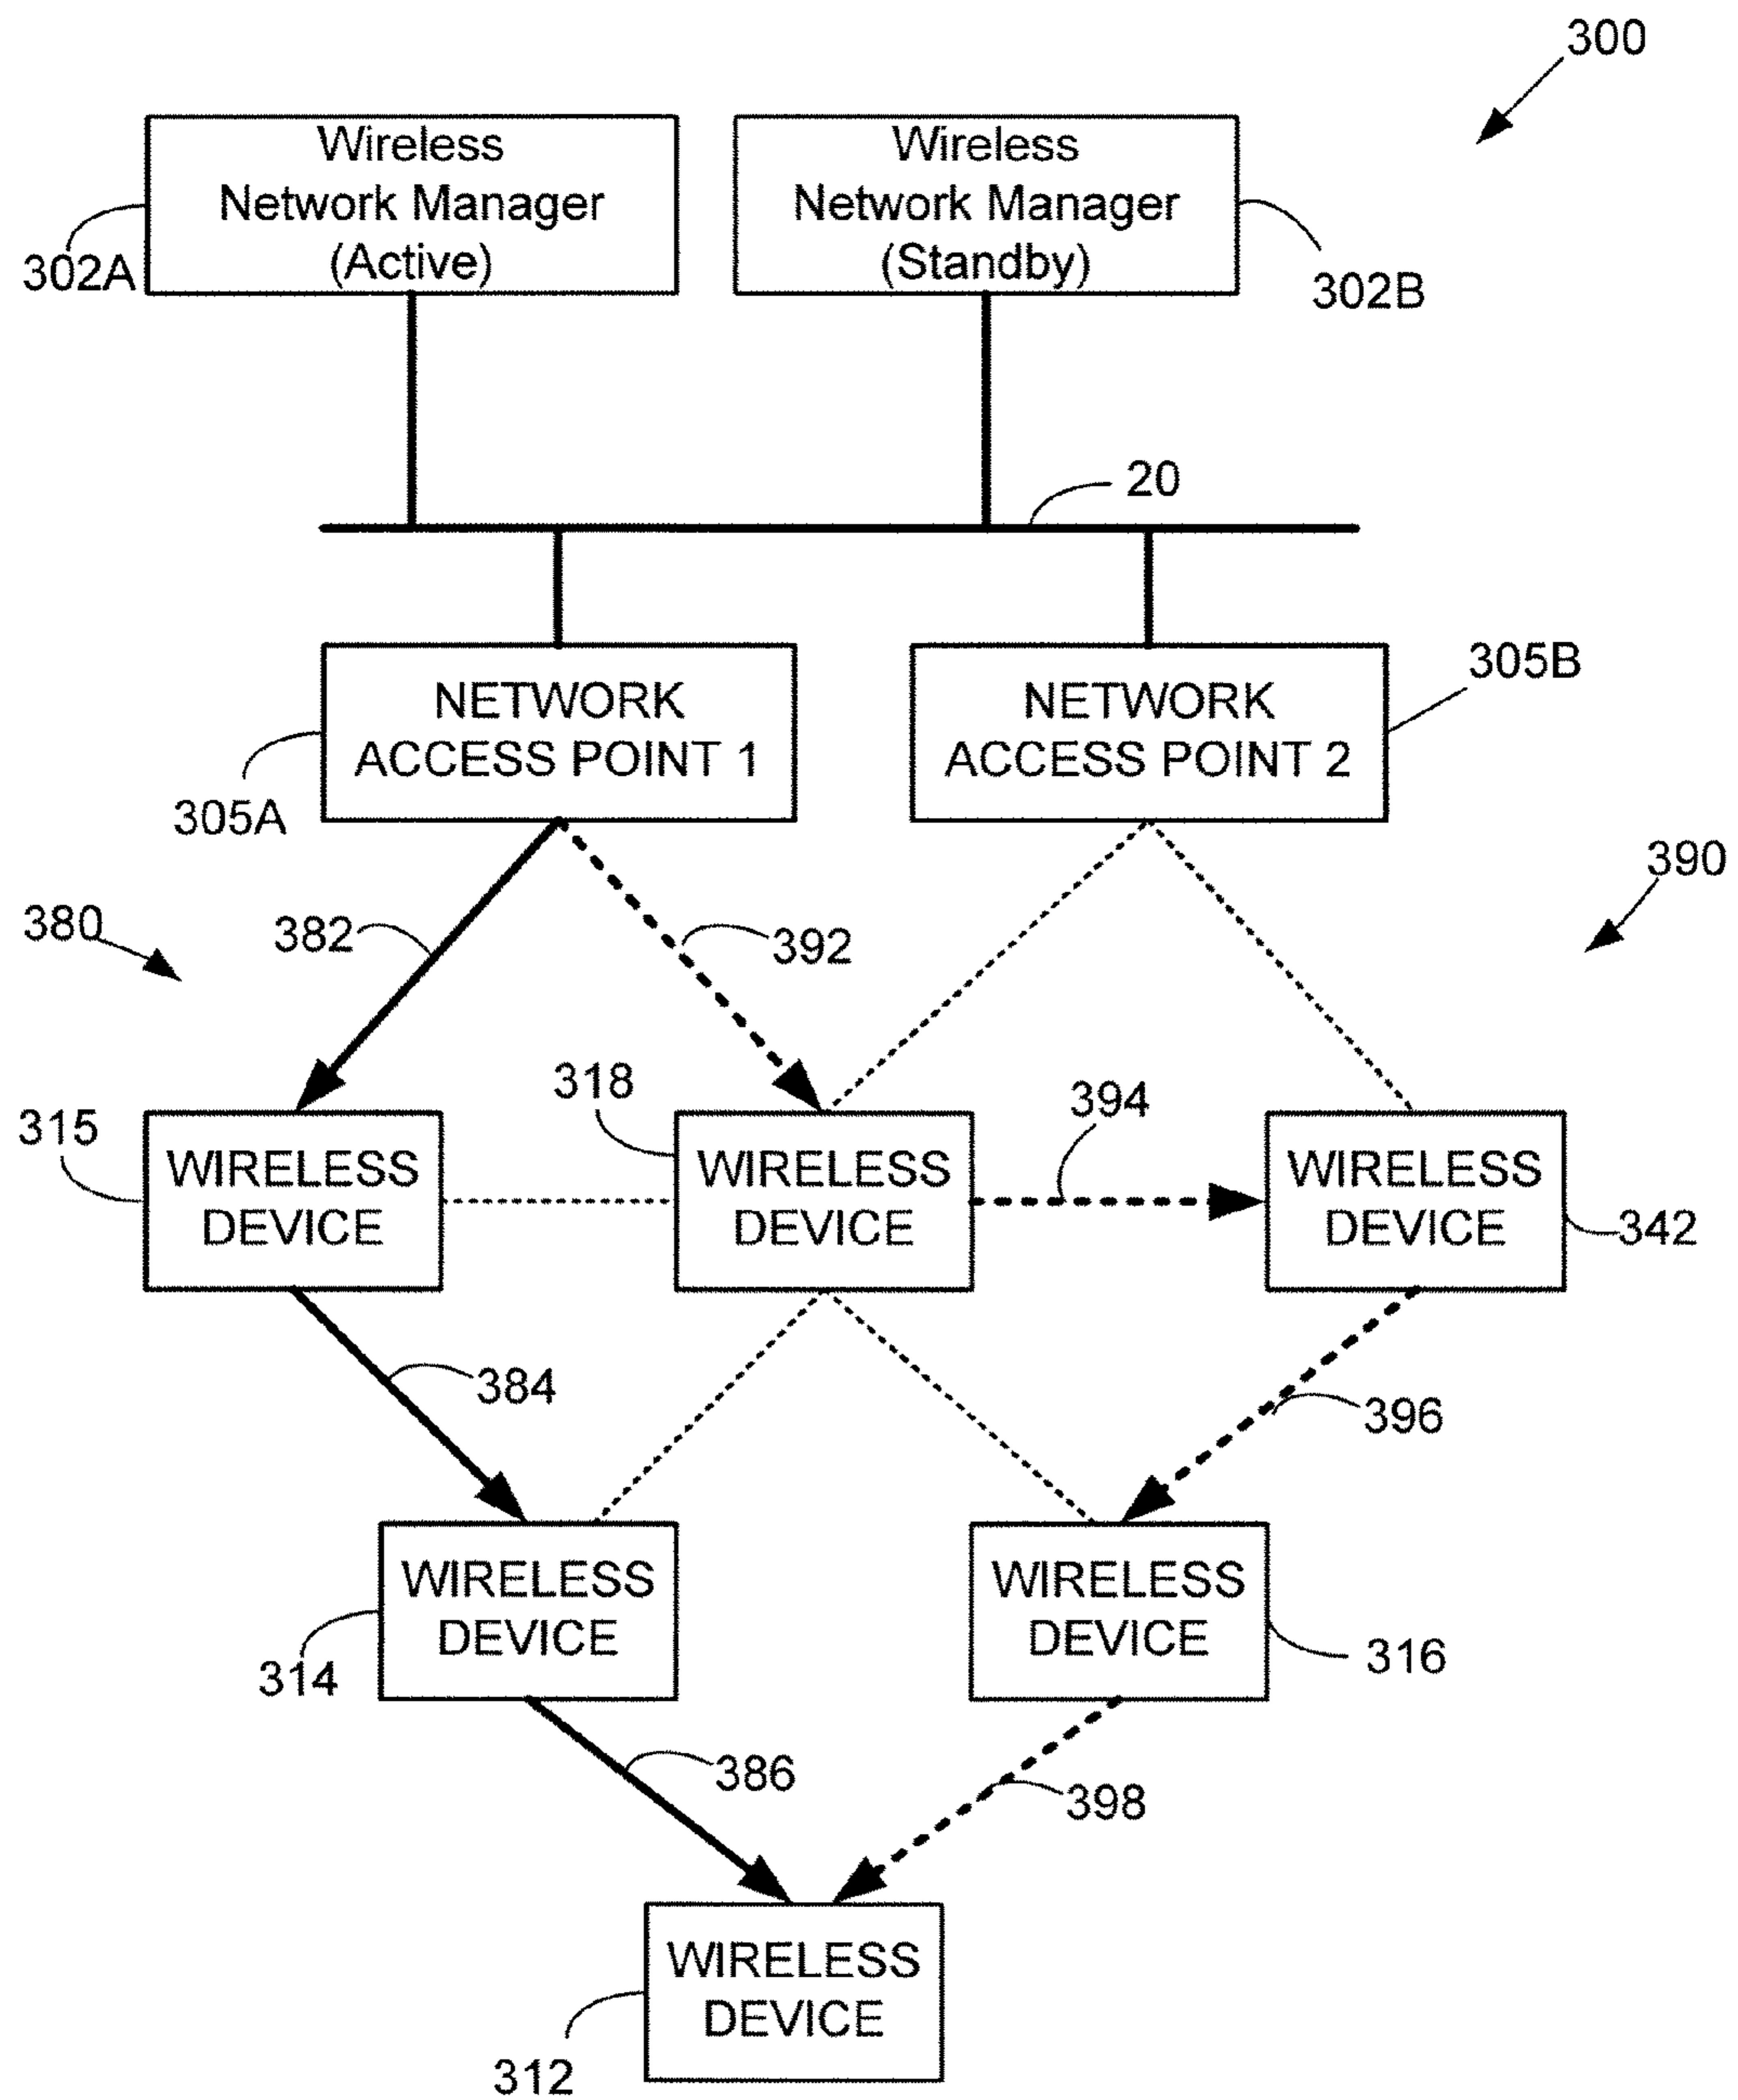 300
Wireless
Network Manager
(Active)
Wireless
Network Manager
(Standby)
302A
302B
20
NETWORK
ACCESS POINT 1
NETWORK
ACCESS POINT 2
305B
305A
390
380
382
392
318
394
315
WIRELESS
DEVICE
WIRELESS
DEVICE
WIRELESS
DEVICE
342
384
396
WIRELESS
DEVICE
WIRELESS
DEVICE
314
316
386
398
WIRELESS
DEVICE
312